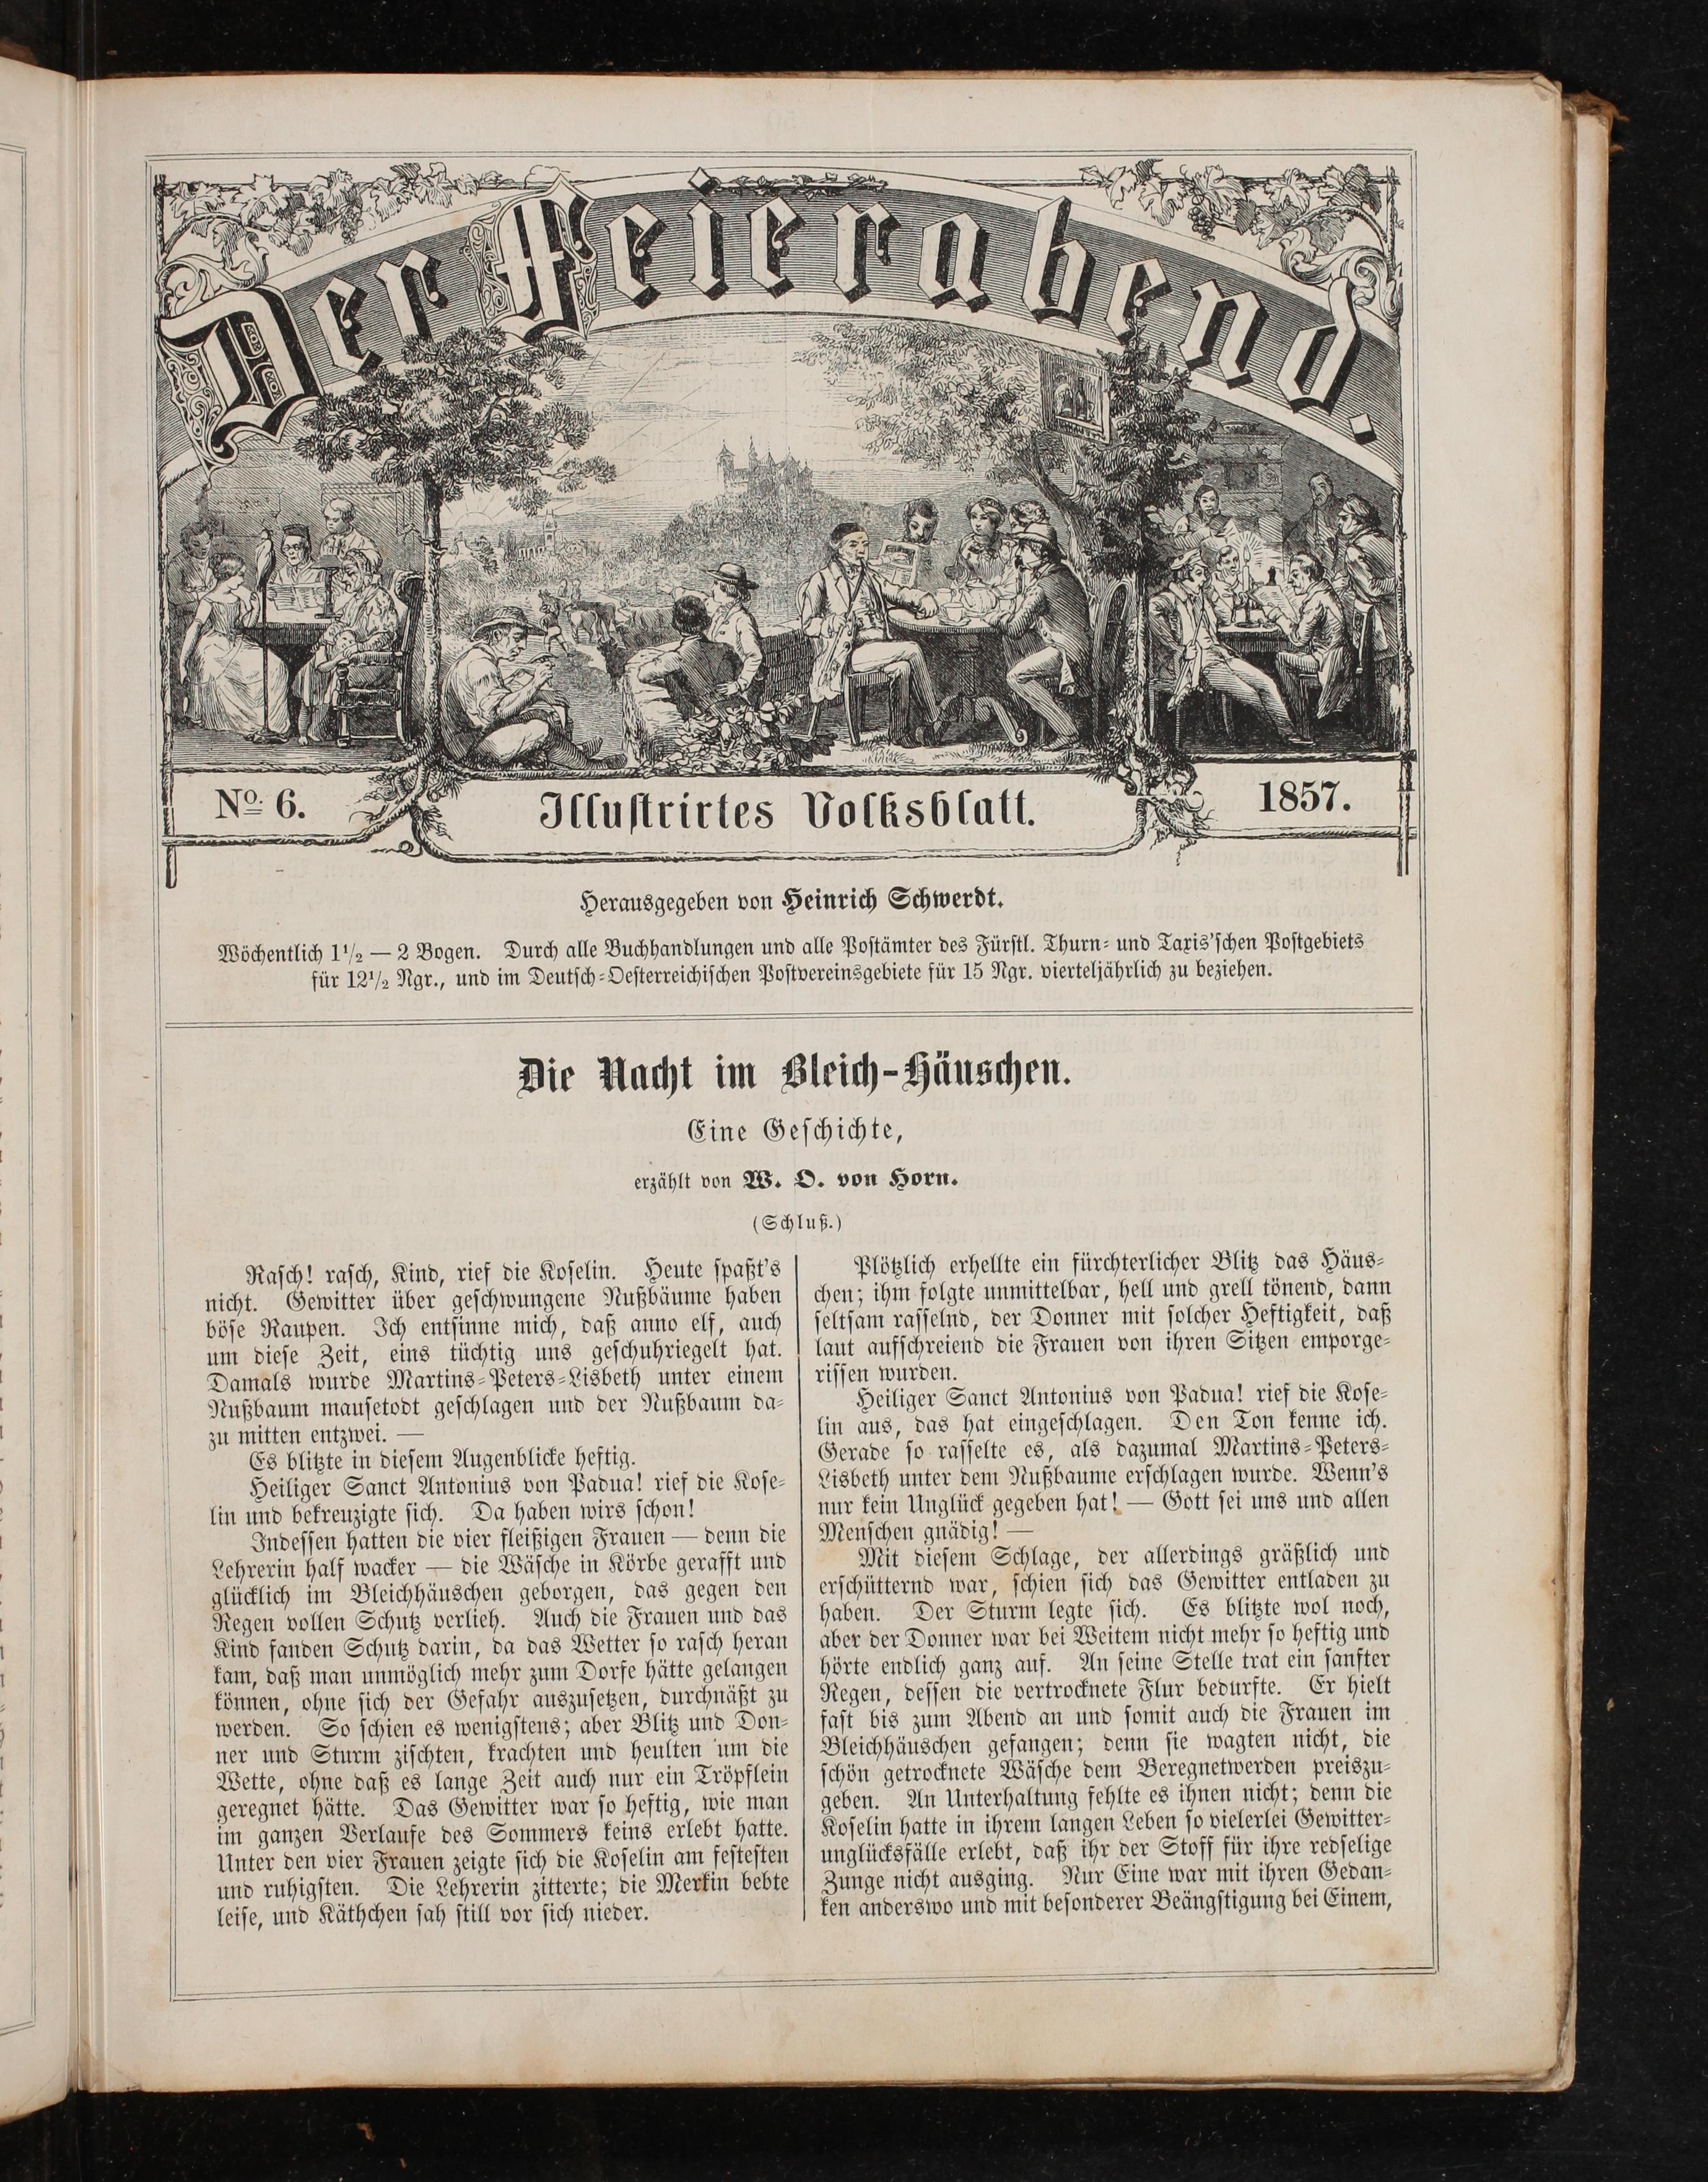 Der Feierabend.
No. 6.
Illustrirtes Volksblatt.
1857.
Herausgegeben von Heinrich Schwerdt.
Wöchentlich 1½ — 2 Bogen. Durch alle Buchhandlungen und alle Postämter des Fürstl. Thurn- und Taxis'schen Postgebiets
für 12½ Ngr., und im Deutsch-Oesterreichischen Postvereinsgebiete für 15 Ngr. vierteljährlich zu beziehen.
Die Nacht im Bleich-Häuschen.
Eine Geschichte,
erzählt von W. O. von Horn.
(Schluß.)
Rasch! rasch, Kind, rief die Koselin. Heute spaßt's
nicht. Gewitter über geschwungene Nußbäume haben
böse Raupen. Ich entsinne mich, daß anno elf, auch
um diese Zeit, eins tüchtig uns geschuhriegelt hat.
Damals wurde Martins-Peters-Lisbeth unter einem
Nußbaum mausetodt geschlagen und der Nußbaum da-
zu mitten entzwei. —
Es blitzte in diesem Augenblicke heftig.
Heiliger Sanct Antonius von Padua! rief die Kose-
lin und bekreuzigte sich. Da haben wirs schon!
Indessen hatten die vier fleißigen Frauen — denn die
Lehrerin half wacker — die Wäsche in Körbe gerafft und
glücklich im Bleichhäuschen geborgen, das gegen den
Regen vollen Schutz verlieh. Auch die Frauen und das
Kind fanden Schutz darin, da das Wetter so rasch heran
kam, daß man unmöglich mehr zum Dorfe hätte gelangen
können, ohne sich der Gefahr auszusetzen, durchnäßt zu
werden. So schien es wenigstens; aber Blitz und Don-
ner und Sturm zischten, krachten und heulten um die
Wette, ohne daß es lange Zeit auch nur ein Tröpflein
geregnet hätte. Das Gewitter war so heftig, wie man
im ganzen Verlaufe des Sommers keins erlebt hatte.
Unter den vier Frauen zeigte sich die Koselin am festesten
und ruhigsten. Die Lehrerin zitterte; die Merkin bebte
leise, und Käthchen sah still vor sich nieder.
Plötzlich erhellte ein fürchterlicher Blitz das Häus-
chen; ihm folgte unmittelbar, hell und grell tönend, dann
seltsam rasselnd, der Donner mit solcher Heftigkeit, daß
laut aufschreiend die Frauen von ihren Sitzen emporge-
rissen wurden.
Heiliger Sanct Antonius von Padua! rief die Kose-
lin aus, das hat eingeschlagen. Den Ton kenne ich.
Gerade so rasselte es, als dazumal Martins-Peters-
Lisbeth unter dem Nußbaume erschlagen wurde. Wenn's
nur kein Unglück gegeben hat! — Gott sei uns und allen
Menschen gnädig! —
Mit diesem Schlage, der allerdings gräßlich und
erschütternd war, schien sich das Gewitter entladen zu
haben. Der Sturm legte sich. Es blitzte wol noch,
aber der Donner war bei Weitem nicht mehr so heftig und
hörte endlich ganz auf. An seine Stelle trat ein sanfter
Regen, dessen die vertrocknete Flur bedurfte. Er hielt
fast bis zum Abend an und somit auch die Frauen im
Bleichhäuschen gefangen; denn sie wagten nicht, die
schön getrocknete Wäsche dem Beregnetwerden preiszu-
geben. An Unterhaltung fehlte es ihnen nicht; denn die
Koselin hatte in ihrem langen Leben so vielerlei Gewitter-
unglücksfälle erlebt, daß ihr der Stoff für ihre redselige
Zunge nicht ausging. Nur Eine war mit ihren Gedan-
ken anderswo und mit besonderer Beängstigung bei Einem,